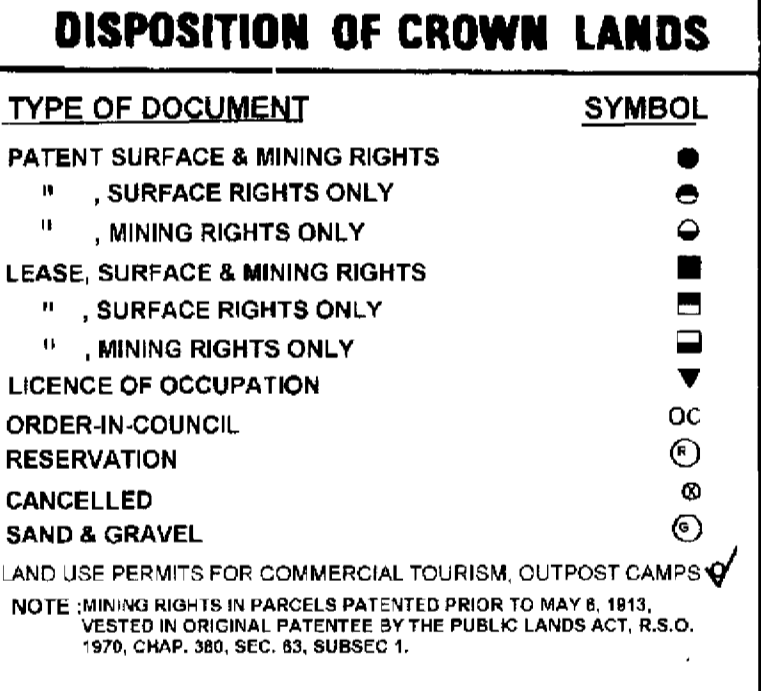 DISPOSITION OF CROWN LANDS
TYPE OF DOCUMENT SYMBOL
PATENT SURFACE & MINING RIGHTS
" , SURFACE RIGHTS ONLY
" , MINING RIGHTS ONLY
LEASE, SURFACE & MINING RIGHTS
" , SURFACE RIGHTS ONLY
" , MINING RIGHTS ONLY
LICENCE OF OCCUPATION
ORDER-IN-COUNCIL OC
RESERVATION R
CANCELLED X
SAND & GRAVEL G
LAND USE PERMITS FOR COMMERCIAL TOURISM, OUTPOST CAMPS
NOTE : MINING RIGHTS IN PARCELS PATENTED PRIOR TO MAY 6, 1913,
VESTED IN ORIGINAL PATENTEE BY THE PUBLIC LANDS ACT, R.S.O.
1970, CHAP. 380, SEC. 63, SUBSEC 1.